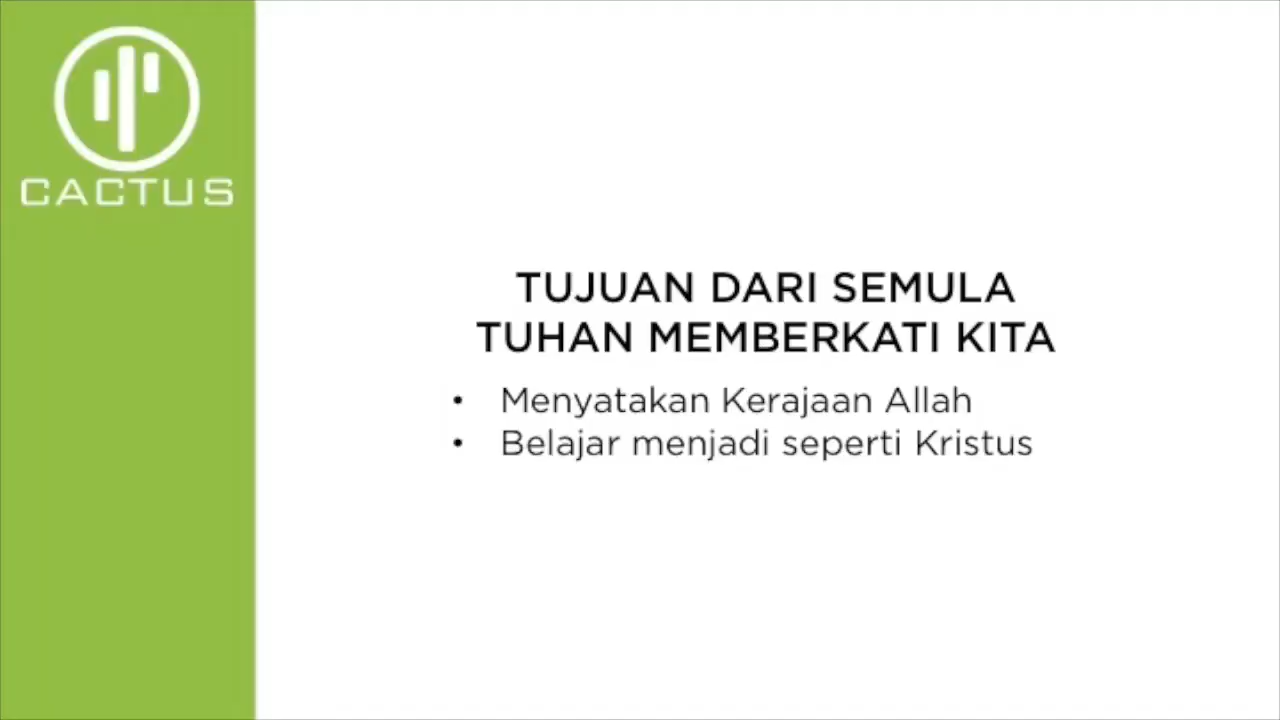 CACTUS
TUJUAN DARI SEMULA
TUHAN MEMBERKATI KITA
• Menyatakan Kerajaan Allah
• Belajar menjadi seperti Kristus